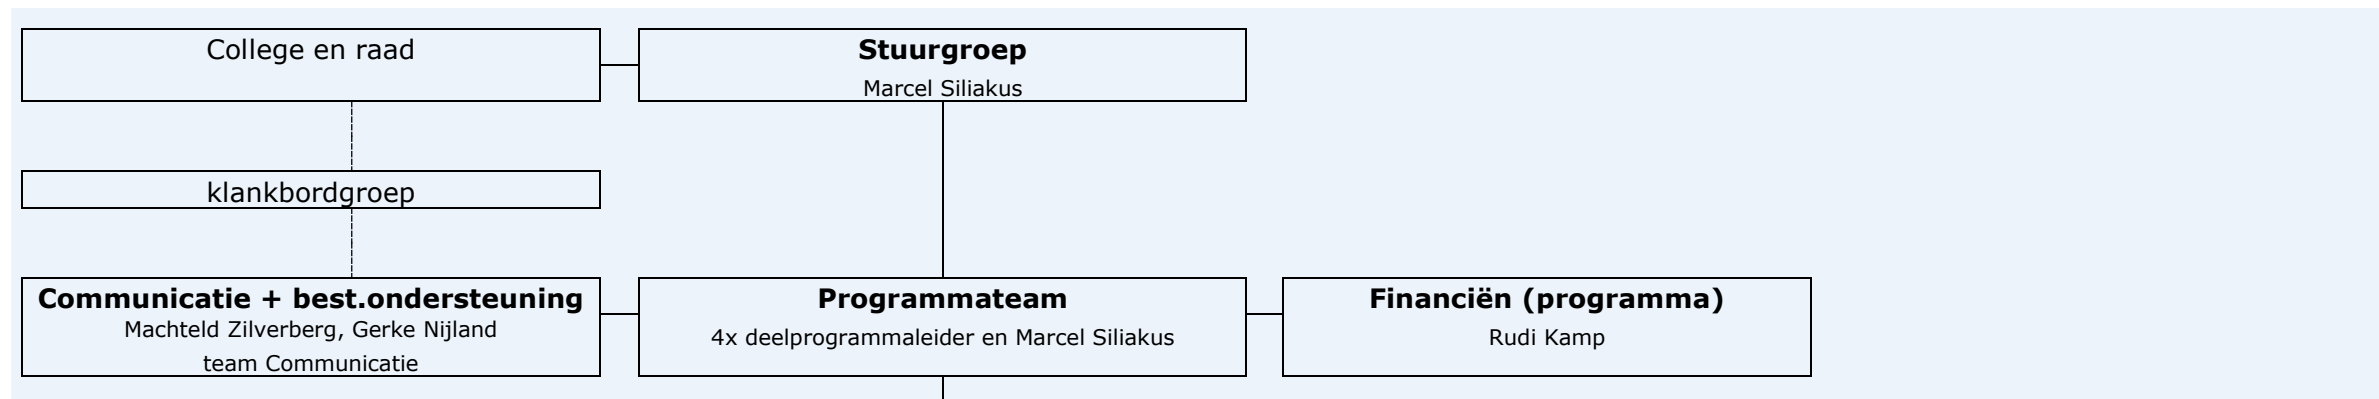 College en raad
Stuurgroep
Marcel Siliakus
klankbordgroep
Communicatie + best.ondersteuning
Machteld Zilverberg, Gerke Nijland
team Communicatie
Programmateam
4x deelprogrammaleider en Marcel Siliakus
Financiën (programma)
Rudi Kamp